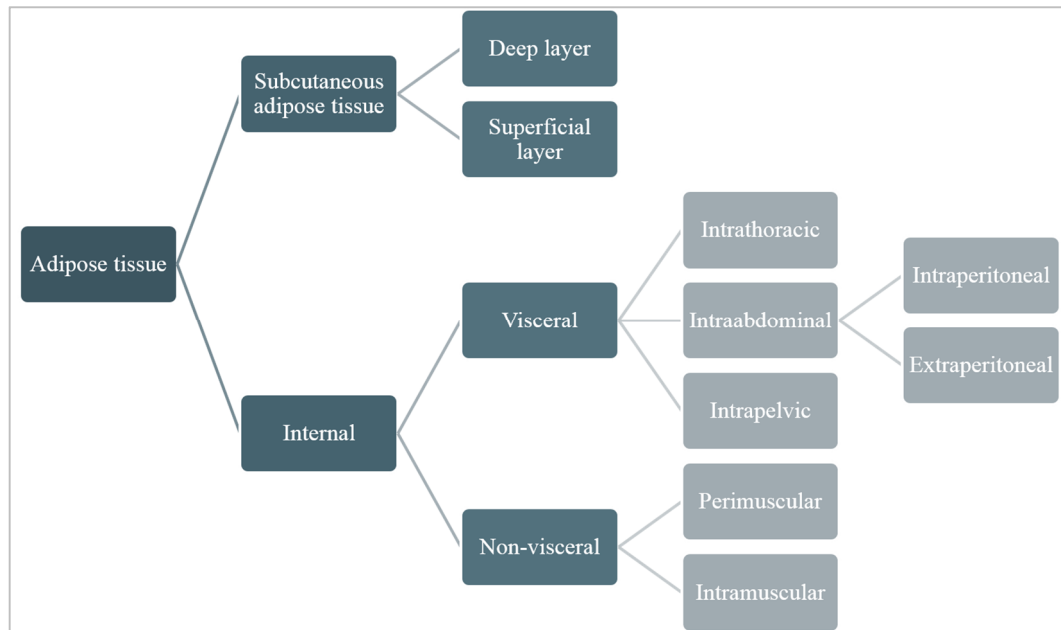 Adipose tissue
Subcutaneous
adipose tissue
Deep layer
Superficial
layer
Internal
Visceral
Intrathoracic
Intraabdominal
Intraperitoneal
Extraperitoneal
Intrapelvic
Non-visceral
Perimuscular
Intramuscular